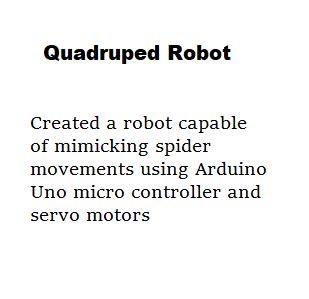 Quadruped Robot
Created a robot capable
of mimicking spider
movements using Arduino
Uno micro controller and
servo motors